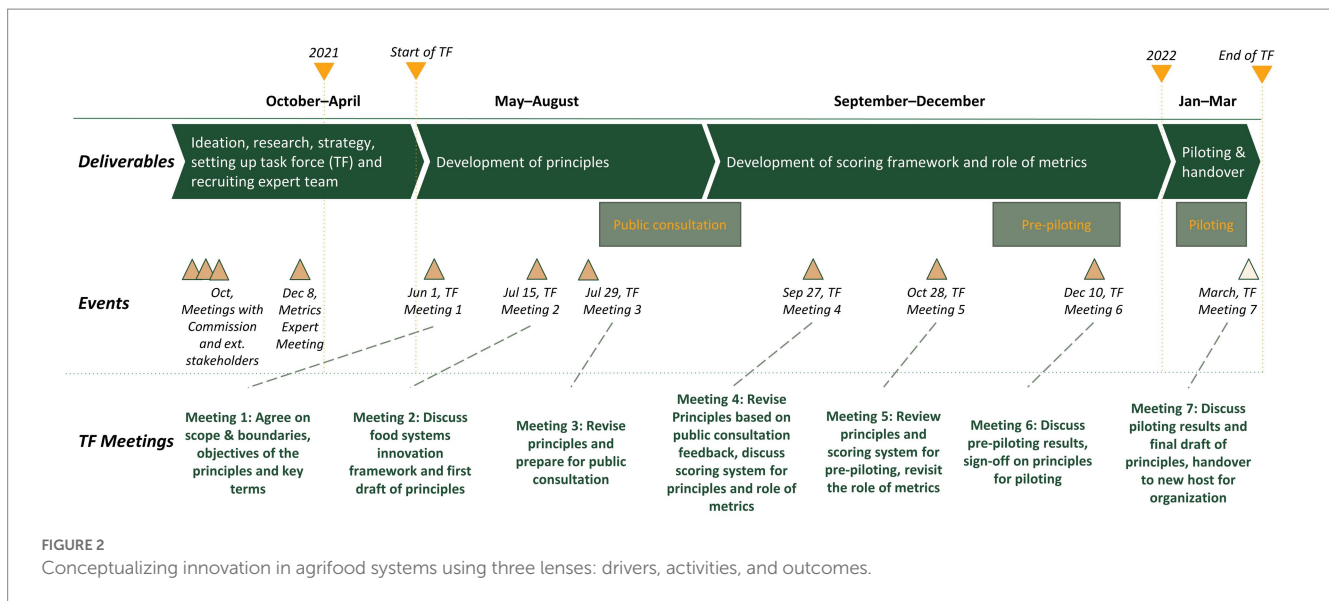 2021
Start of TF
2022
End of TF
October–April
May–August
September–December
Jan–Mar
Deliverables
Ideation, research, strategy,
setting up task force (TF) and
recruiting expert team
Development of principles
Development of scoring framework and role of metrics
Piloting &
handover
Public consultation
Pre-piloting
Piloting
Events
Oct,
Meetings with
Commission
and ext.
stakeholders
Dec 8,
Metrics
Expert
Meeting
Jun 1, TF
Meeting 1
Jul 15, TF
Meeting 2
Jul 29, TF
Meeting 3
Sep 27, TF
Meeting 4
Oct 28, TF
Meeting 5
Dec 10, TF
Meeting 6
March, TF
Meeting 7
TF Meetings
Meeting 1: Agree on
scope & boundaries,
objectives of the
principles and key
terms
Meeting 2: Discuss
food systems
innovation
framework and first
draft of principles
Meeting 3: Revise
principles and
prepare for public
consultation
Meeting 4: Revise
Principles based on
public consultation
feedback, discuss
scoring system for
principles and role of
metrics
Meeting 5: Review
principles and
scoring system for
pre-piloting, revisit
the role of metrics
Meeting 6: Discuss
pre-piloting results,
sign-off on principles
for piloting
Meeting 7: Discuss
piloting results and
final draft of
principles, handover
to new host for
organization
FIGURE 2
Conceptualizing innovation in agrifood systems using three lenses: drivers, activities, and outcomes.